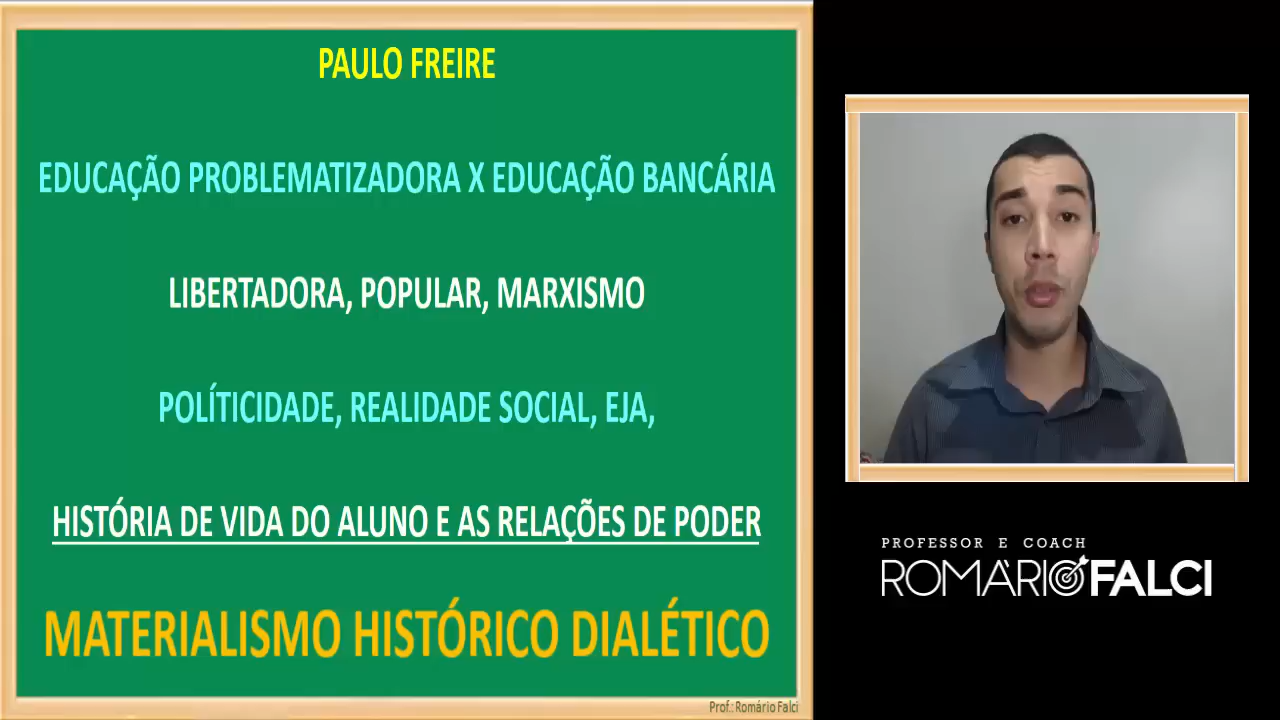 PAULO FREIRE
EDUCAÇÃO PROBLEMATIZADORA X EDUCAÇÃO BANCÁRIA
LIBERTADORA, POPULAR, MARXISMO
POLÍTICIDADE, REALIDADE SOCIAL, EJA,
HISTÓRIA DE VIDA DO ALUNO E AS RELAÇÕES DE PODER
MATERIALISMO HISTÓRICO DIALÉTICO
Prof.: Romário Falci
PROFESSOR E COACH
ROMÁRIO FALCI